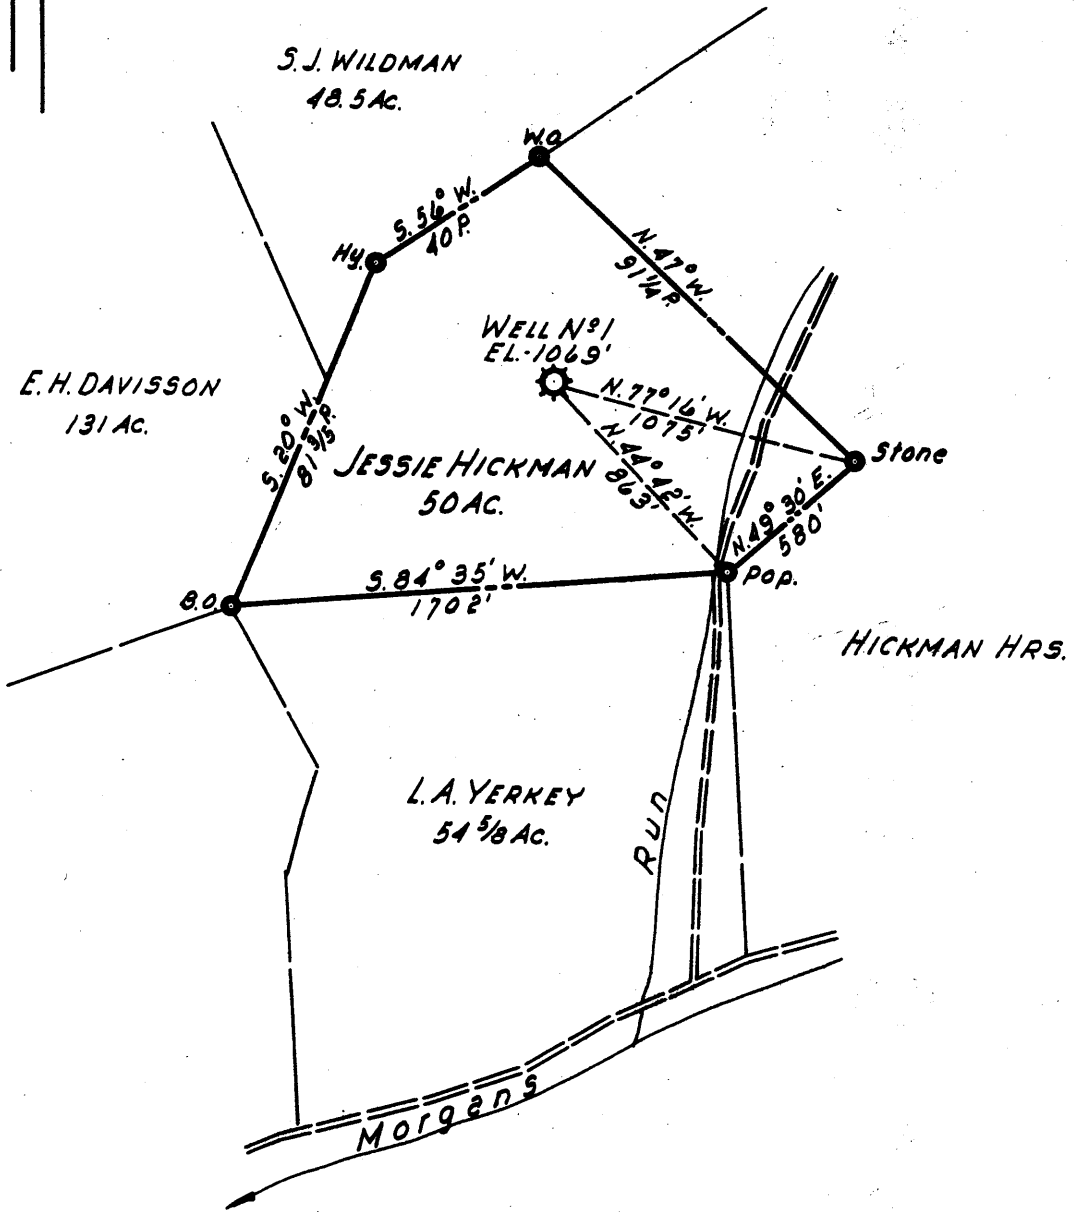 S.J. WILDMAN
48.5 AC.
W.O
S. 56° W.
40 P.
Hy.
N. 47° W.
91 1/4 P.
WELL Nº 1
EL.-1069'
E.H. DAVISSON
131 AC.
N. 77° 16' W.
1075'
S. 20° W.
81 3/5 P.
JESSIE HICKMAN
50 AC.
N. 44° 42' W.
863'
Stone
N. 49° 30' E.
580'
Pop.
S. 84° 35' W.
1702'
B.O.
HICKMAN HRS.
L.A. YERKEY
54 5/8 AC.
Run
Morgans